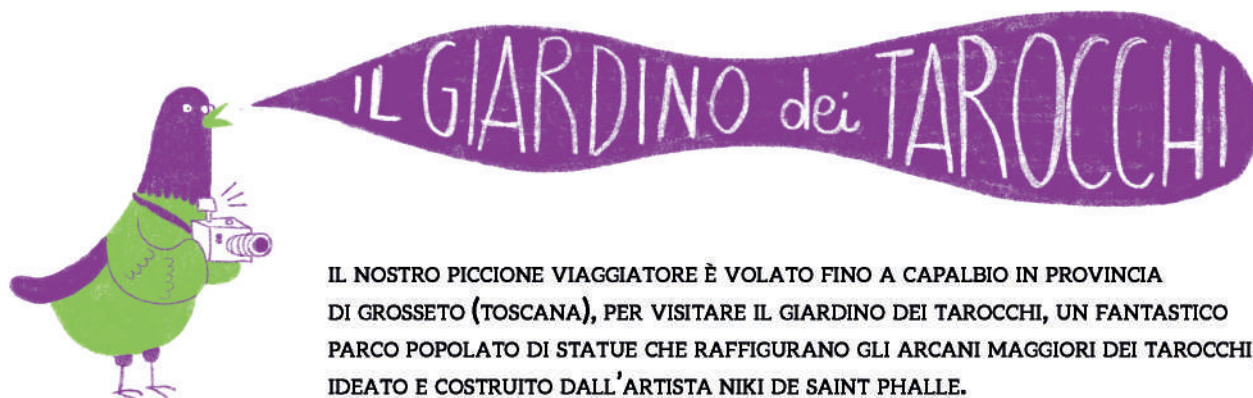 IL GIARDINO dei TAROCCHI
IL NOSTRO PICCIONE VIAGGIATORE È VOLATO FINO A CAPALBIO IN PROVINCIA
DI GROSSETO (TOSCANA), PER VISITARE IL GIARDINO DEI TAROCCHI, UN FANTASTICO
PARCO POPOLATO DI STATUE CHE RAFFIGURANO GLI ARCANI MAGGIORI DEI TAROCCHI
IDEATO E COSTRUITO DALL'ARTISTA NIKI DE SAINT PHALLE.